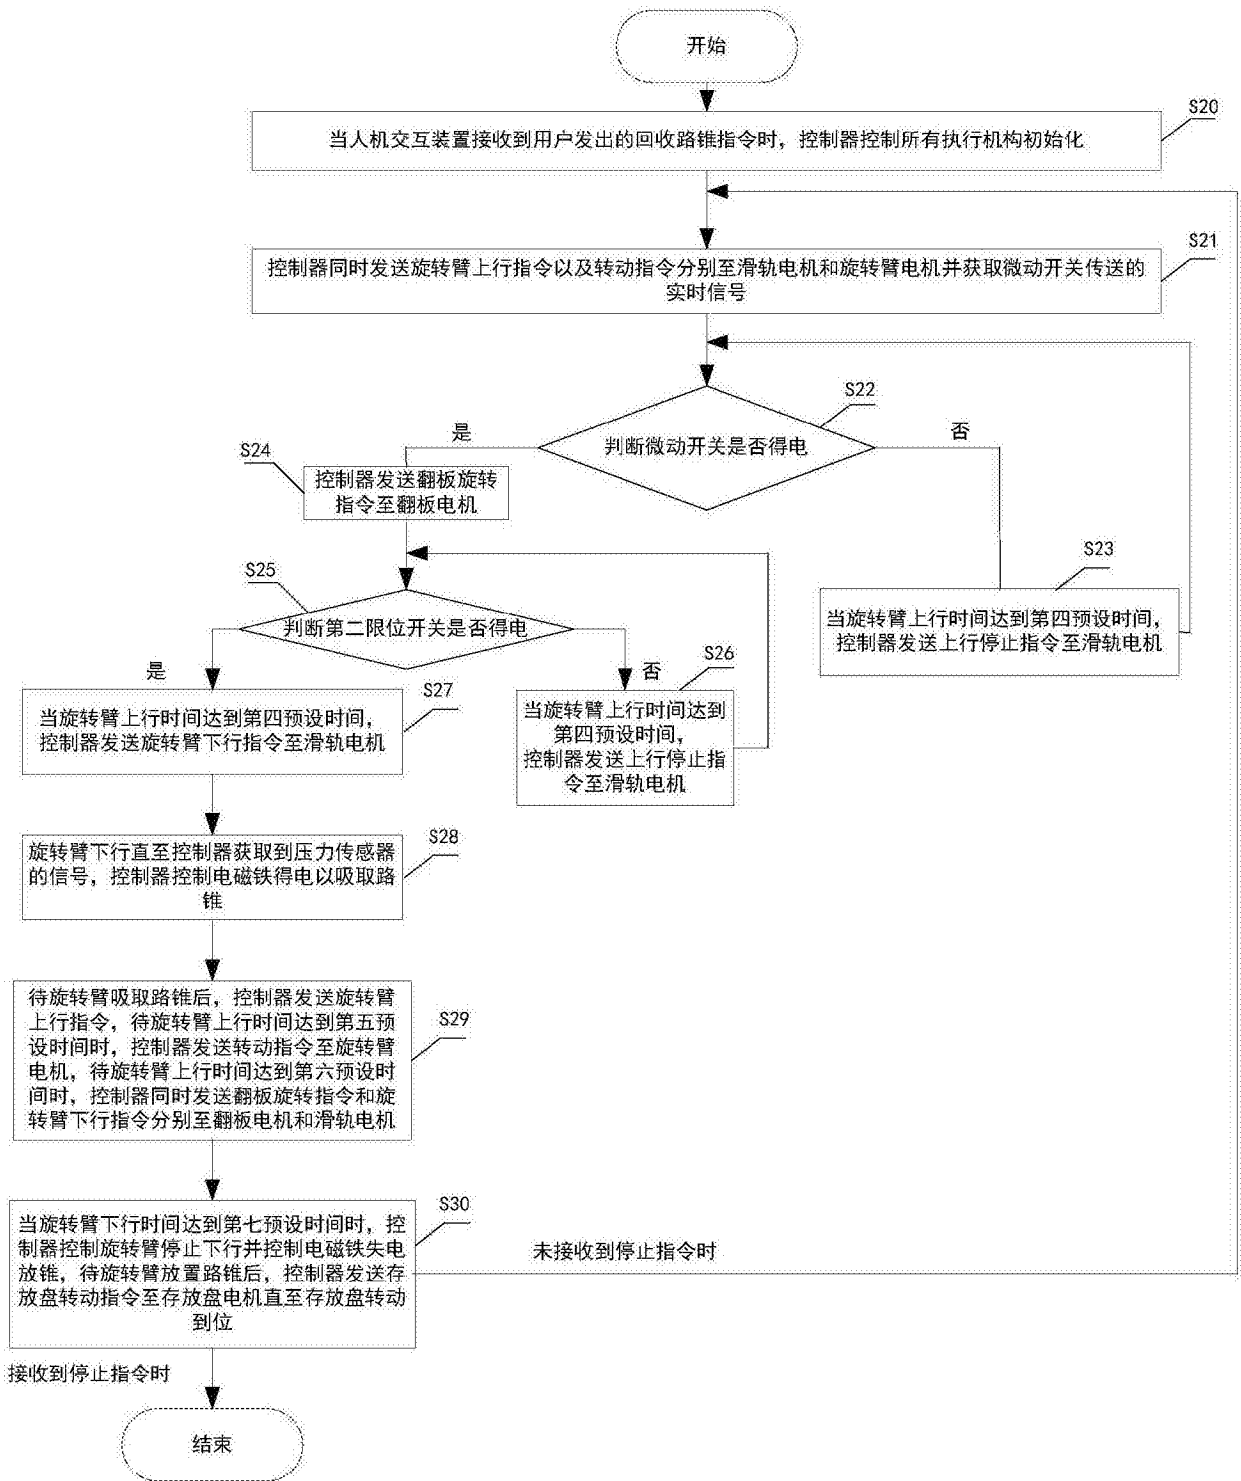 开始
S20
当人机交互装置接收到用户发出的回收路锥指令时，控制器控制所有执行机构初始化
S21
控制器同时发送旋转臂上行指令以及转动指令分别至滑轨电机和旋转臂电机并获取微动开关传送的
实时信号
S22
判断微动开关是否得电
是
否
S24
控制器发送翻板旋转
指令至翻板电机
S23
当旋转臂上行时间达到第四预设时间，
控制器发送上行停止指令至滑轨电机
S25
判断第二限位开关是否得电
是
否
S26
当旋转臂上行时间达到
第四预设时间，
控制器发送上行停止指
令至滑轨电机
S27
当旋转臂上行时间达到第四预设时间，
控制器发送旋转臂下行指令至滑轨电机
S28
旋转臂下行直至控制器获取到压力传感器
的信号，控制器控制电磁铁得电以吸取路
锥
S29
待旋转臂吸取路锥后，控制器发送旋转臂
上行指令，待旋转臂上行时间达到第五预
设时间时，控制器发送转动指令至旋转臂
电机，待旋转臂上行时间达到第六预设时
间时，控制器同时发送翻板旋转指令和旋
转臂下行指令分别至翻板电机和滑轨电机
S30
当旋转臂下行时间达到第七预设时间时，控
制器控制旋转臂停止下行并控制电磁铁失电
放锥，待旋转臂放置路锥后，控制器发送存
放盘转动指令至存放盘电机直至存放盘转动
到位
未接收到停止指令时
接收到停止指令时
结束